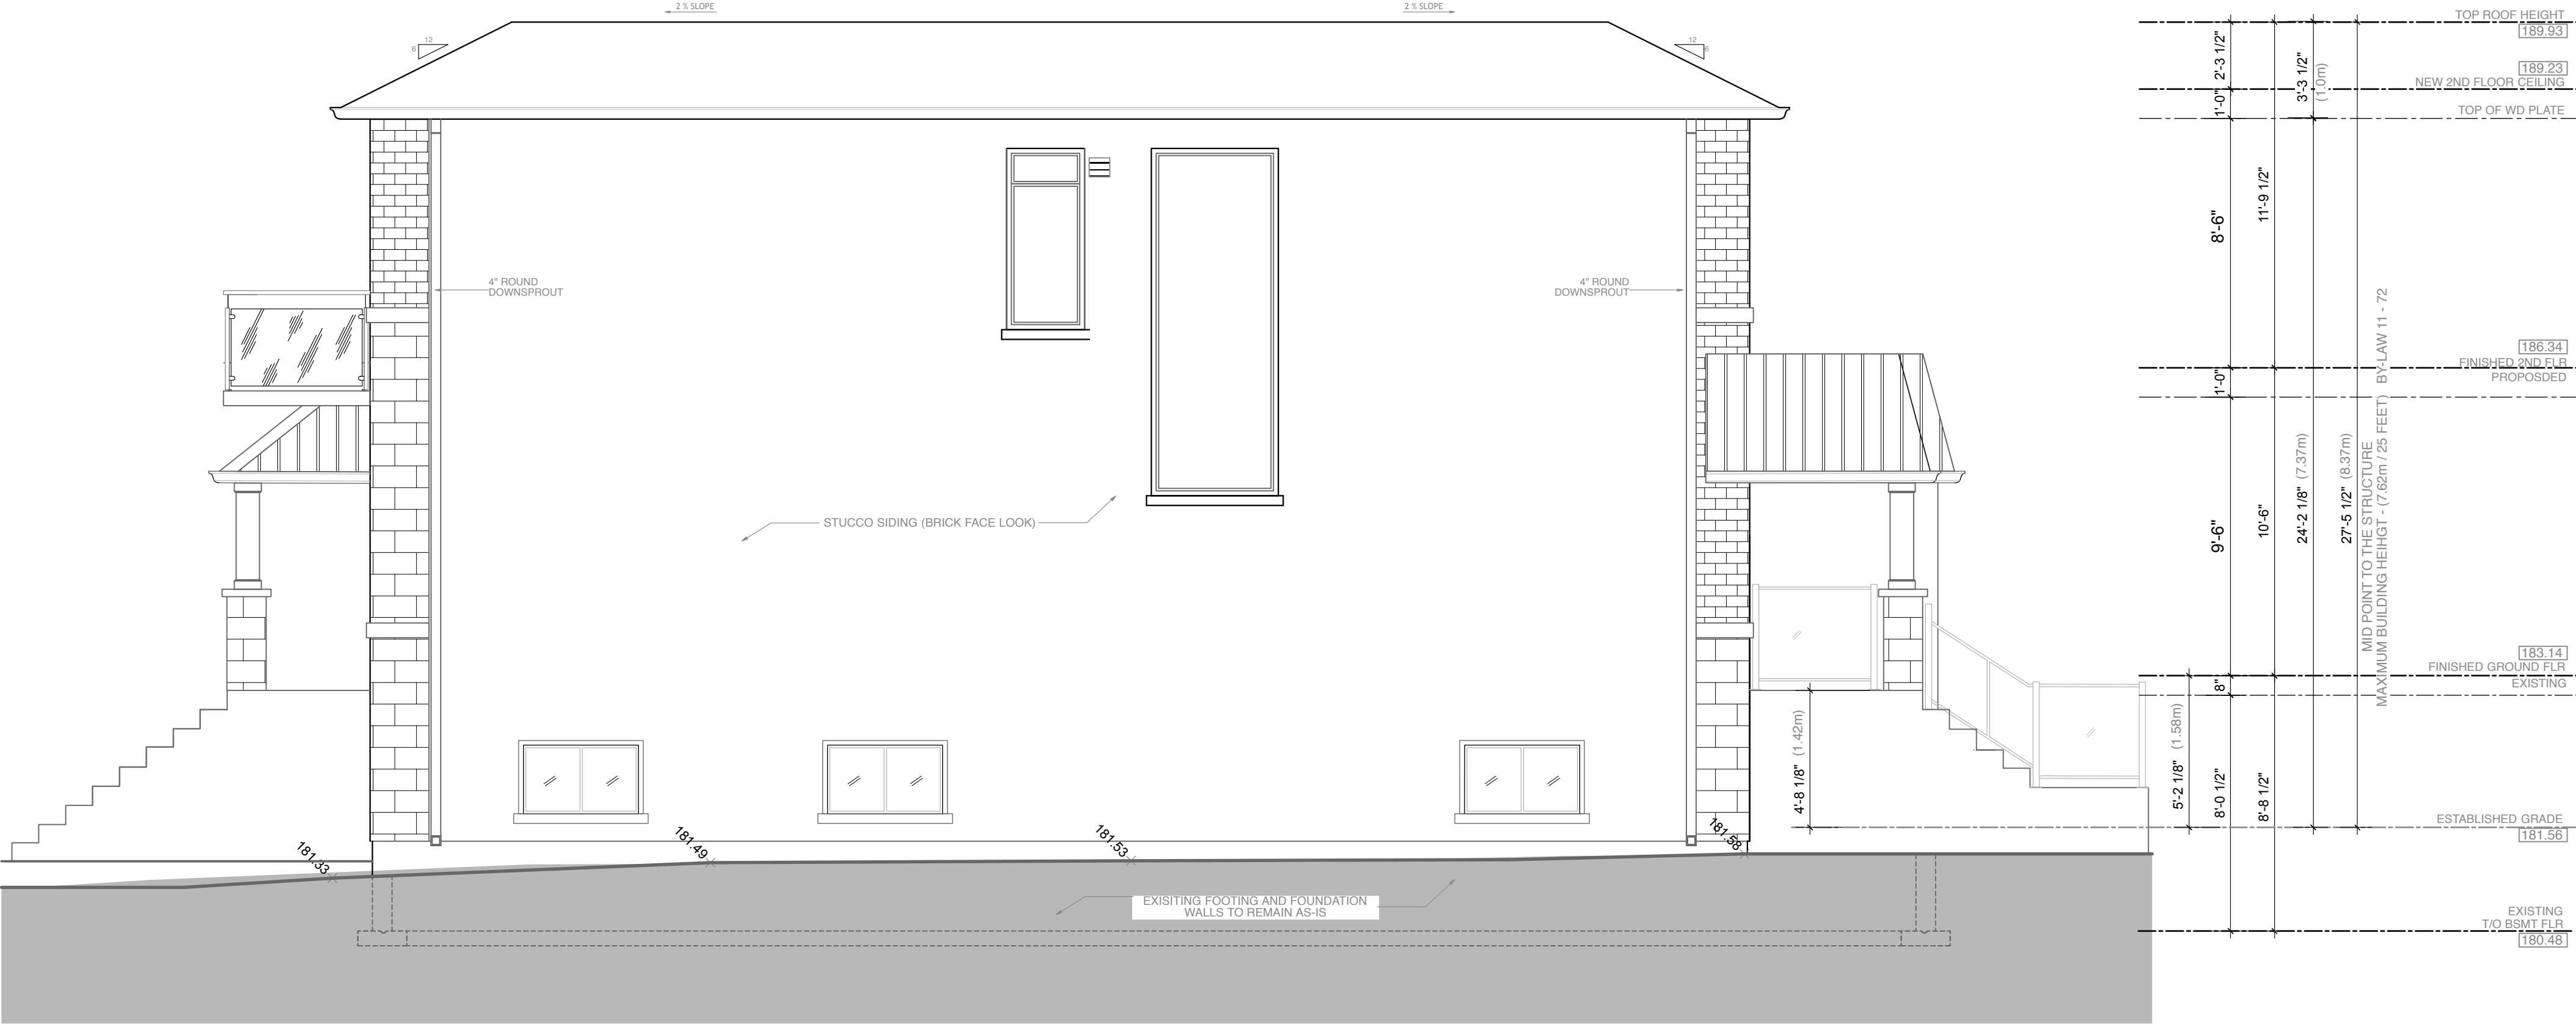 2 % SLOPE
2 % SLOPE
12
6
12
6
4" ROUND
DOWNSPROUT
4" ROUND
DOWNSPROUT
STUCCO SIDING (BRICK FACE LOOK)
181.33
181.49
181.53
181.58
EXISITING FOOTING AND FOUNDATION
WALLS TO REMAIN AS-IS
4'-8 1/8" (1.42m)
5'-2 1/8" (1.58m)
2'-3 1/2"
1'-0"
8'-6"
1'-0"
9'-6"
8"
8'-0 1/2"
11'-9 1/2"
10'-6"
8'-8 1/2"
3'-3 1/2"
(1.0m)
24'-2 1/8" (7.37m)
27'-5 1/2" (8.37m)
MID POINT TO THE STRUCTURE
MAXIMUM BUILDING HEIHGT - (7.62m / 25 FEET) BY-LAW 11 - 72
TOP ROOF HEIGHT
189.93
189.23
NEW 2ND FLOOR CEILING
TOP OF WD PLATE
186.34
FINISHED 2ND FLR
PROPOSDED
183.14
FINISHED GROUND FLR
EXISTING
ESTABLISHED GRADE
181.56
EXISTING
T/O BSMT FLR
180.48